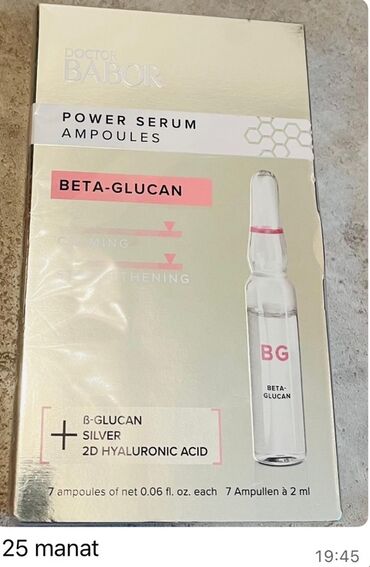 DOCTOR
BABOR
POWER SERUM
AMPOULES
BETA-GLUCAN
BG
BETA-
GLUCAN
+ ß-GLUCAN
SILVER
2D HYALURONIC ACID
7 ampoules of net 0.06 fl. oz. each 7 Ampullen à 2 ml
25 manat
19:45